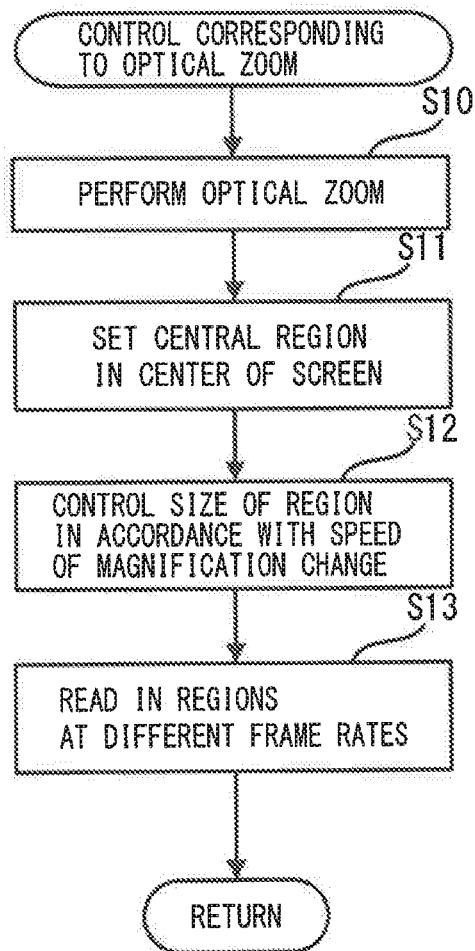 CONTROL CORRESPONDING
TO OPTICAL ZOOM
S10
PERFORM OPTICAL ZOOM
S11
SET CENTRAL REGION
IN CENTER OF SCREEN
S12
CONTROL SIZE OF REGION
IN ACCORDANCE WITH SPEED
OF MAGNIFICATION CHANGE
S13
READ IN REGIONS
AT DIFFERENT FRAME RATES
RETURN